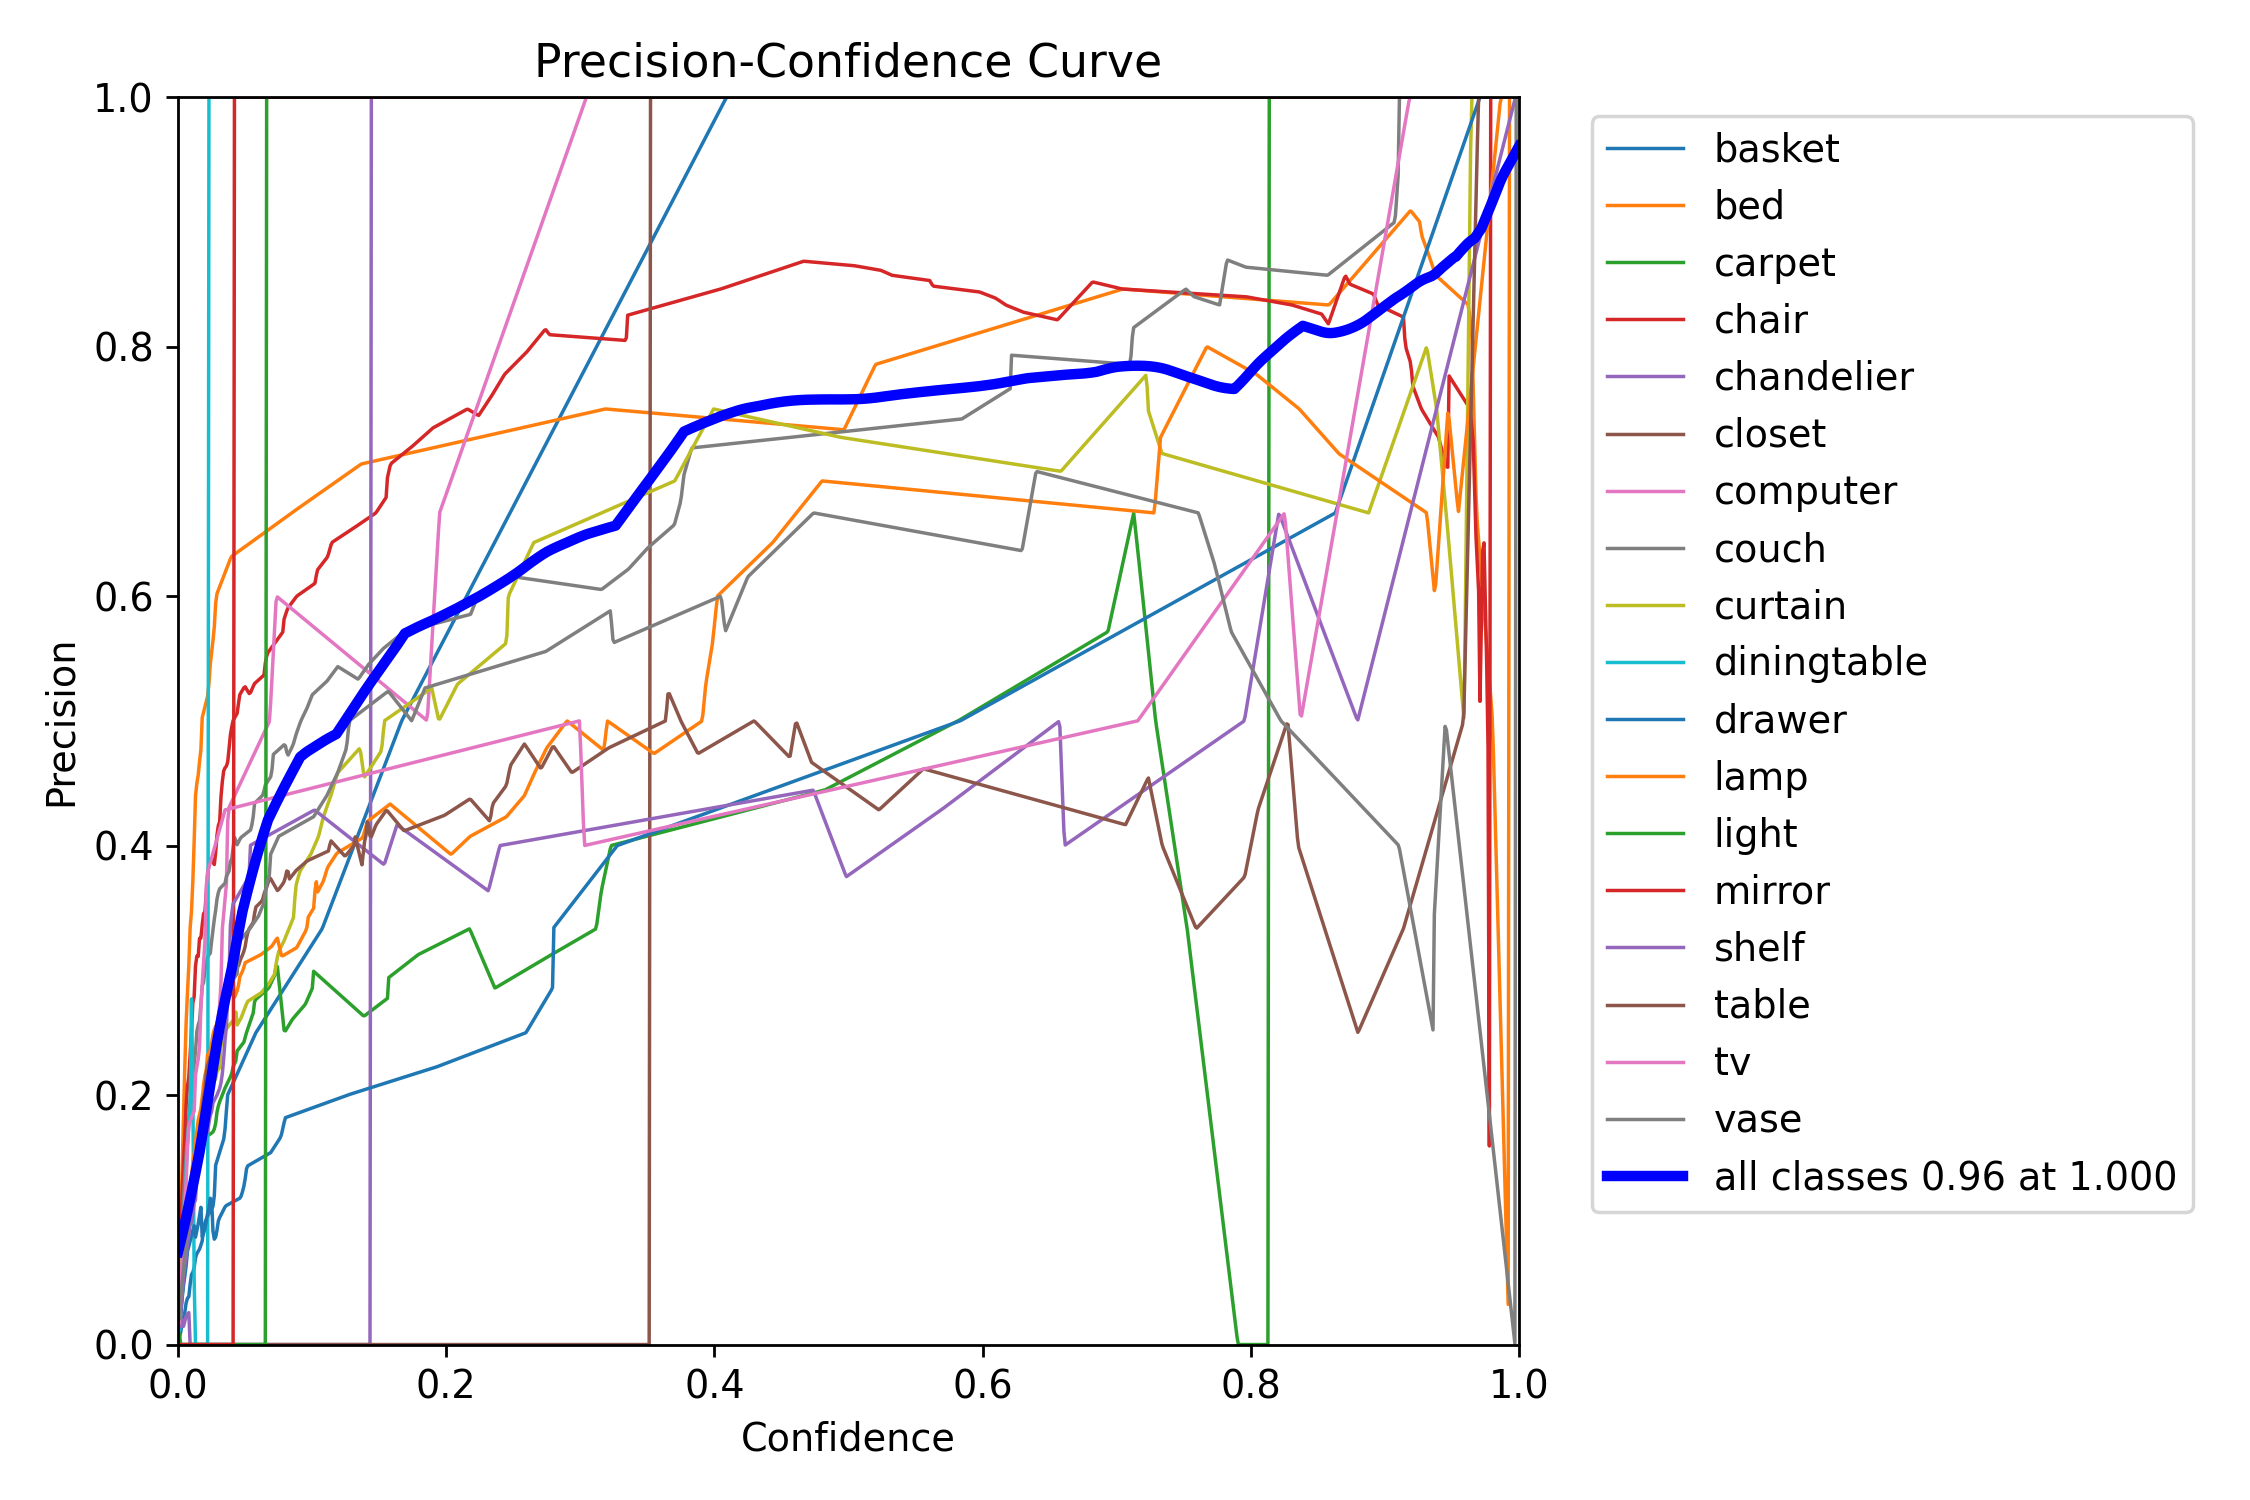 Precision-Confidence Curve
1.0
0.8
0.6
0.4
0.2
0.0
Precision
0.0 0.2 0.4 0.6 0.8 1.0
Confidence
basket
bed
carpet
chair
chandelier
closet
computer
couch
curtain
diningtable
drawer
lamp
light
mirror
shelf
table
tv
vase
all classes 0.96 at 1.000